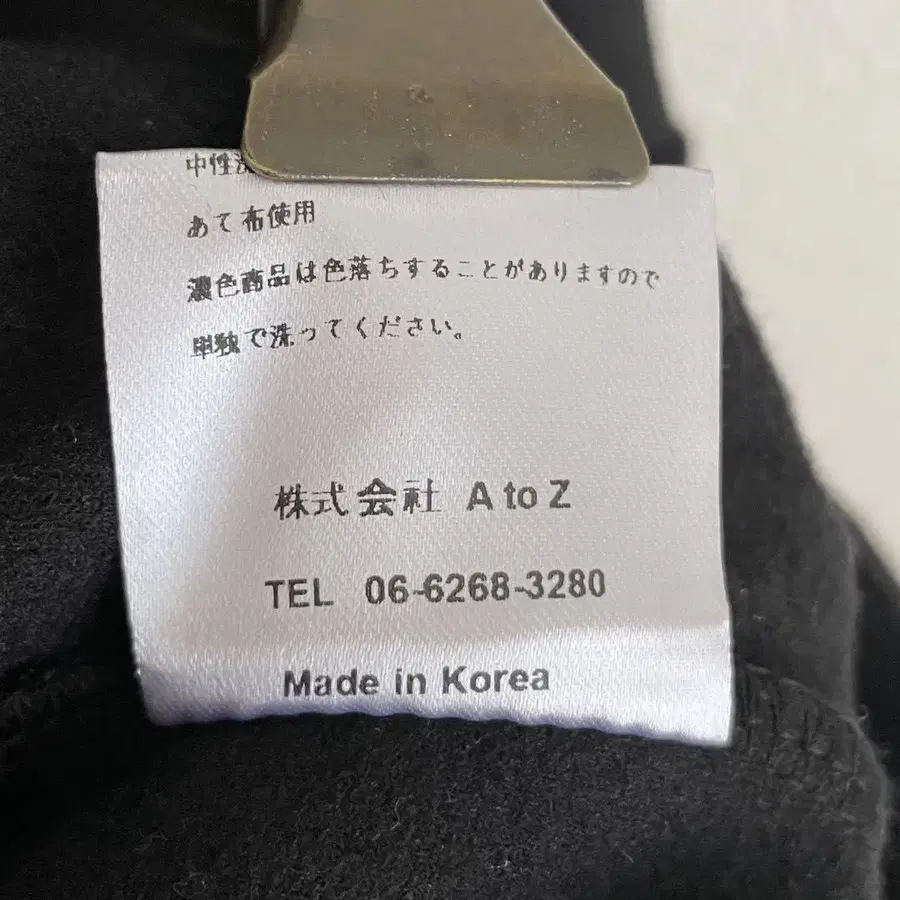 中性
あて布使用
濃色商品は色落ちすることがありますので
単独で洗ってください。
株式会社 A to Z
TEL 06-6268-3280
Made in Korea